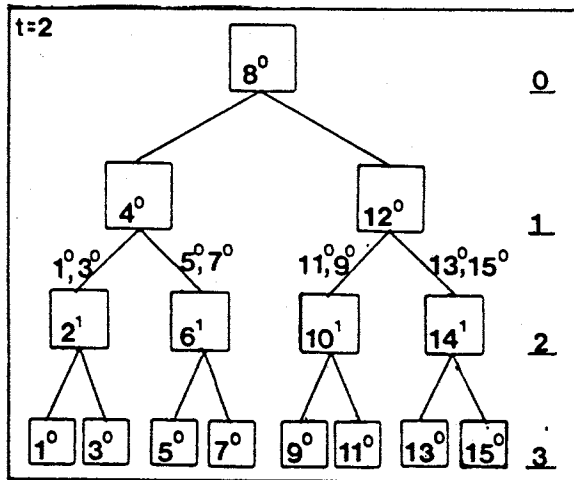 t=2
8⁰ 0
4⁰ 12⁰ 1
1⁰,3⁰ 5⁰,7⁰ 11⁰,9⁰ 13⁰,15⁰
2¹ 6¹ 10¹ 14¹ 2
1⁰ 3⁰ 5⁰ 7⁰ 9⁰ 11⁰ 13⁰ 15⁰ 3